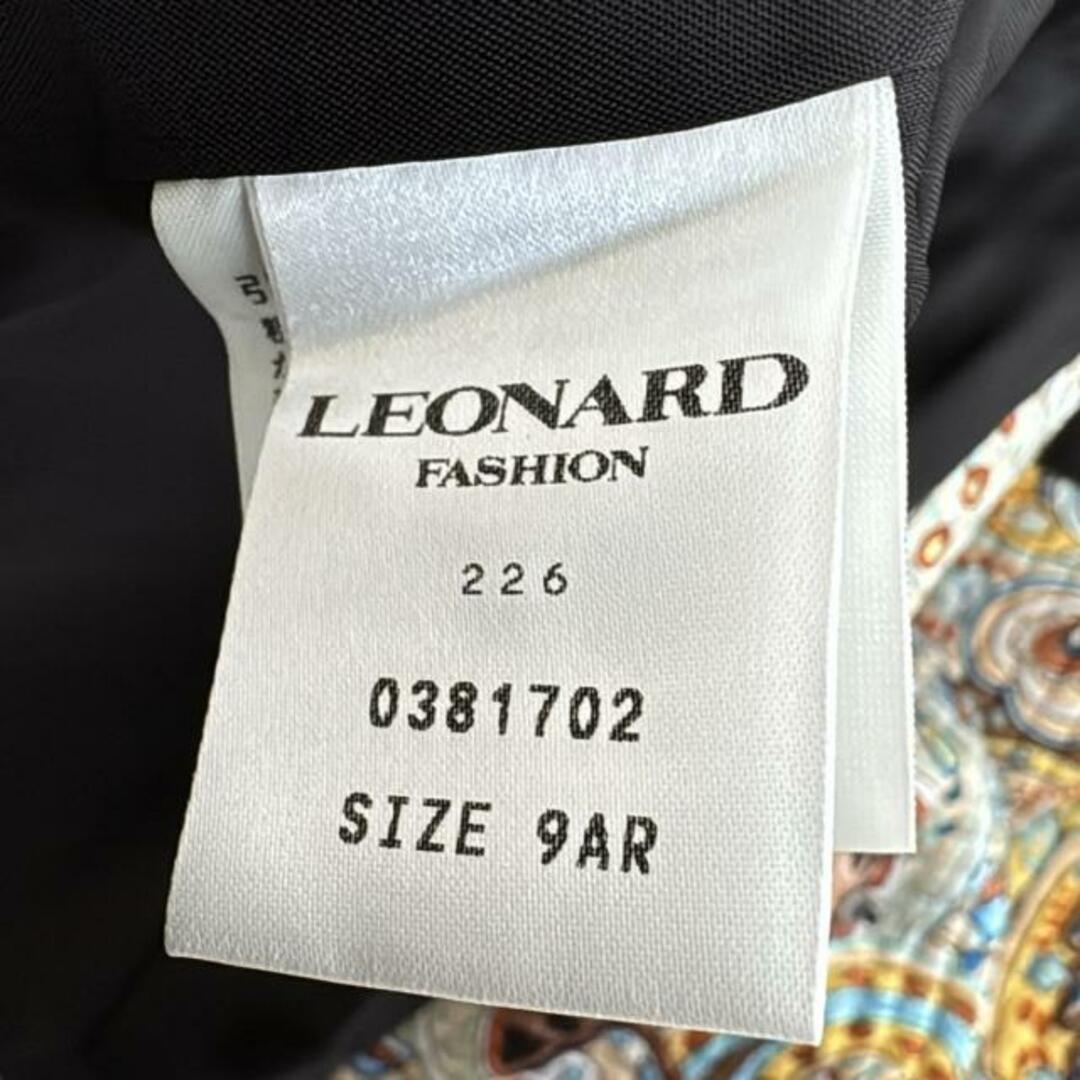 LEONARD
FASHION
226
0381702
SIZE 9AR